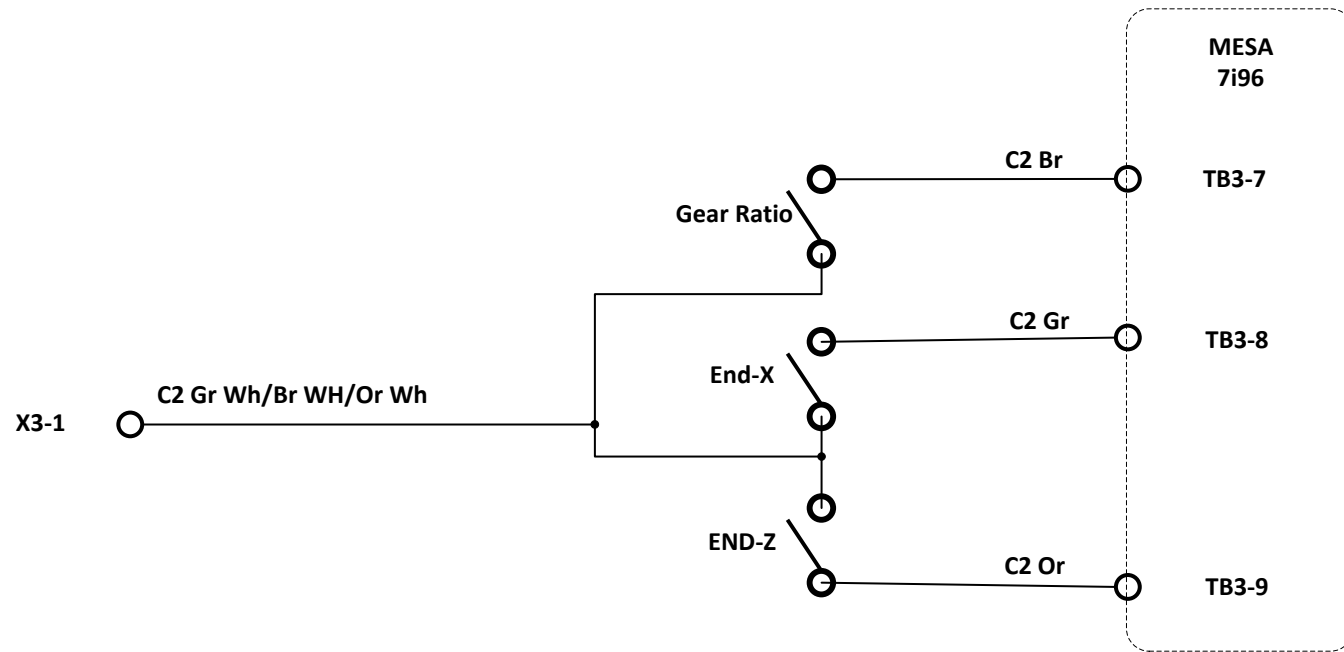 MESA
7i96
C2 Br
TB3-7
Gear Ratio
C2 Gr
TB3-8
End-X
C2 Gr Wh/Br WH/Or Wh
X3-1
END-Z
C2 Or
TB3-9